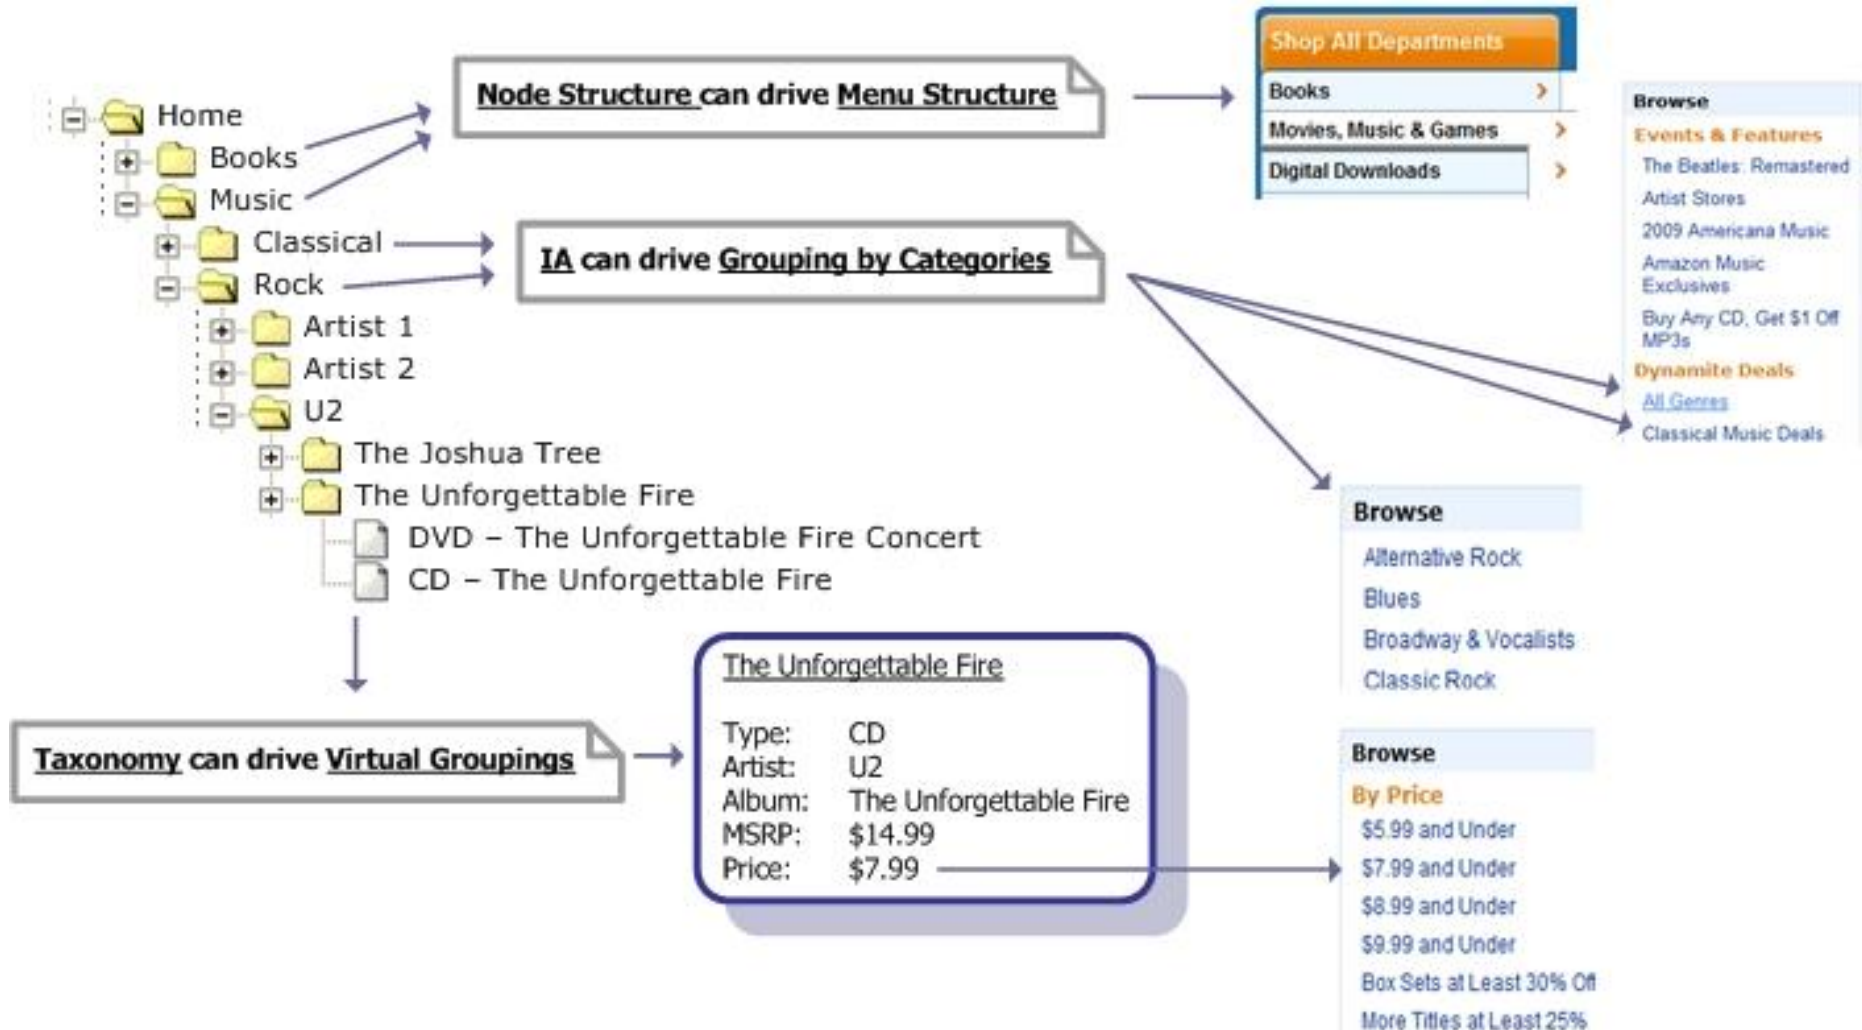 Home
Books
Music
Classical
Rock
Artist 1
Artist 2
U2
The Joshua Tree
The Unforgettable Fire
DVD – The Unforgettable Fire Concert
CD – The Unforgettable Fire
Node Structure can drive Menu Structure
IA can drive Grouping by Categories
Taxonomy can drive Virtual Groupings
The Unforgettable Fire
Type: CD
Artist: U2
Album: The Unforgettable Fire
MSRP: $14.99
Price: $7.99
Shop All Departments
Books
Movies, Music & Games
Digital Downloads
Browse
Events & Features
The Beatles: Remastered
Artist Stores
2009 Americana Music
Amazon Music
Exclusives
Buy Any CD, Get $1 Off
MP3s
Dynamite Deals
All Genres
Classical Music Deals
Browse
Alternative Rock
Blues
Broadway & Vocalists
Classic Rock
Browse
By Price
$5.99 and Under
$7.99 and Under
$8.99 and Under
$9.99 and Under
Box Sets at Least 30% Off
More Titles at Least 25%